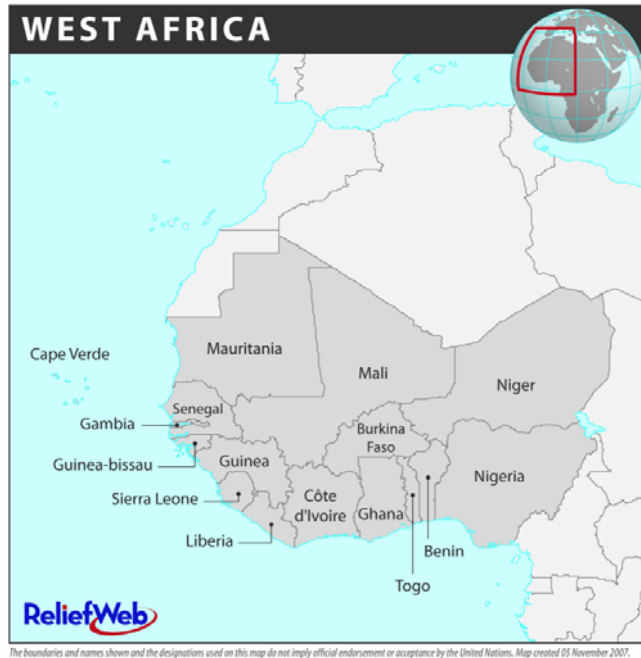 WEST AFRICA
Mauritania
Cape Verde
Mali
Niger
Senegal
Gambia
Burkina
Faso
Guinea-bissau
Guinea
Nigeria
Sierra Leone
Côte
d'Ivoire
Ghana
Liberia
Benin
Togo
ReliefWeb
The boundaries and names shown and the designations used on this map do not imply official endorsement or acceptance by the United Nations. Map created 05 November 2007.